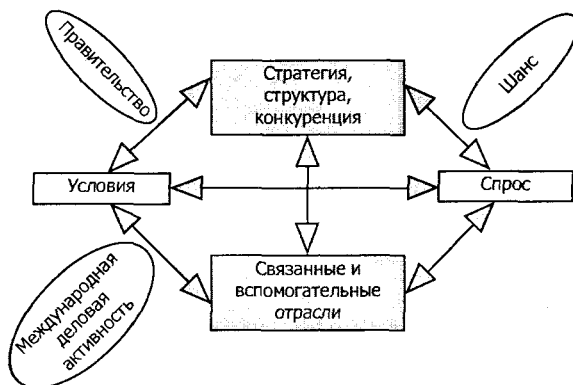 Правительство
Стратегия,
структура,
конкуренция
Шанс
Условия
Спрос
Международная
деловая
активность
Связанные и
вспомогательные
отрасли